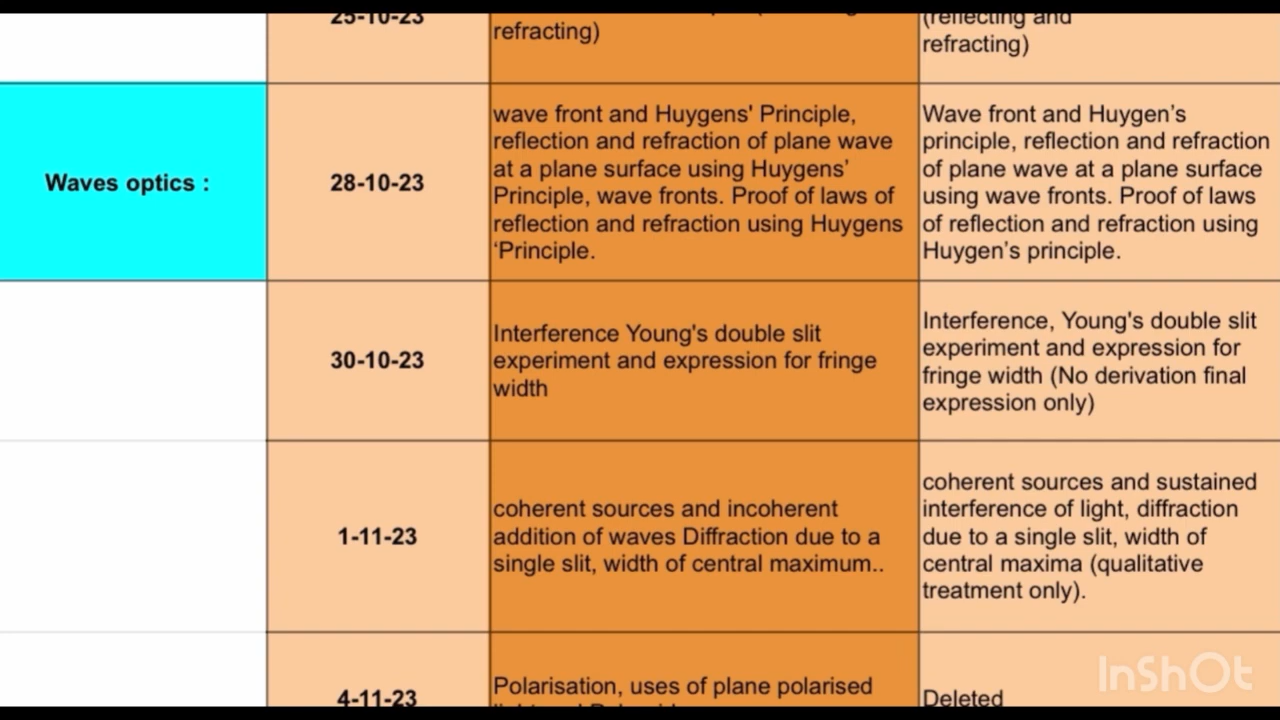 25-10-23
refracting)
(reflecting and
refracting)
Waves optics :
28-10-23
wave front and Huygens' Principle,
reflection and refraction of plane wave
at a plane surface using Huygens’
Principle, wave fronts. Proof of laws of
reflection and refraction using Huygens
‘Principle.
Wave front and Huygen’s
principle, reflection and refraction
of plane wave at a plane surface
using wave fronts. Proof of laws
of reflection and refraction using
Huygen’s principle.
30-10-23
Interference Young's double slit
experiment and expression for fringe
width
Interference, Young's double slit
experiment and expression for
fringe width (No derivation final
expression only)
1-11-23
coherent sources and incoherent
addition of waves Diffraction due to a
single slit, width of central maximum..
coherent sources and sustained
interference of light, diffraction
due to a single slit, width of
central maxima (qualitative
treatment only).
4-11-23
Polarisation, uses of plane polarised
Deleted
InShOt